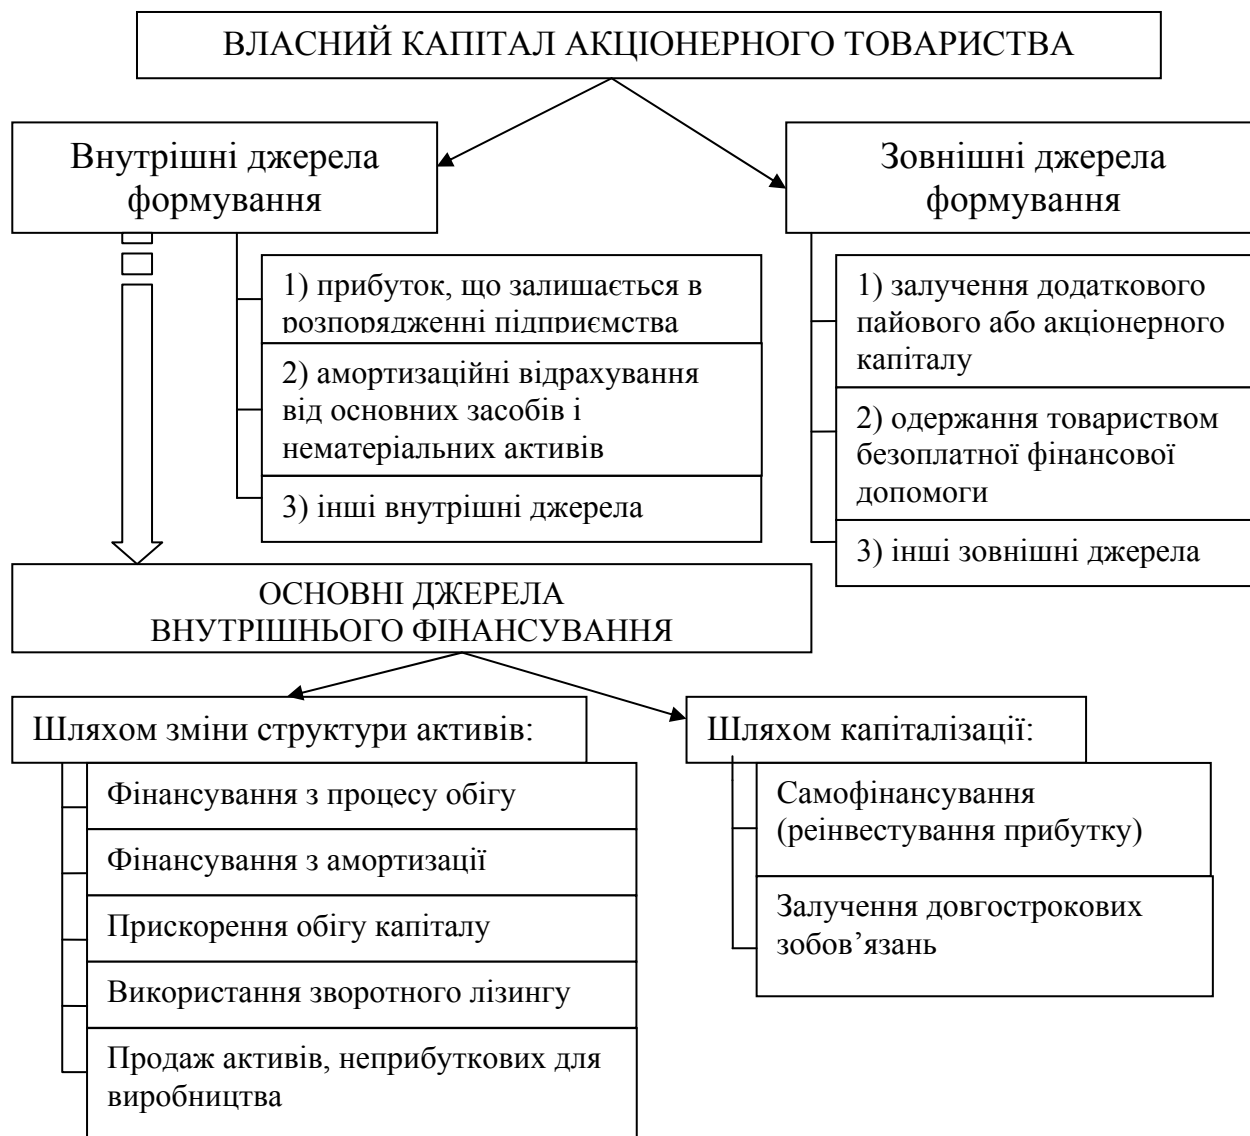 ВЛАСНИЙ КАПІТАЛ АКЦІОНЕРНОГО ТОВАРИСТВА
Внутрішні джерела
формування
Зовнішні джерела
формування
1) прибуток, що залишається в
розпорядженні підприємства
2) амортизаційні відрахування
від основних засобів і
нематеріальних активів
3) інші внутрішні джерела
1) залучення додаткового
пайового або акціонерного
капіталу
2) одержання товариством
безоплатної фінансової
допомоги
3) інші зовнішні джерела
ОСНОВНІ ДЖЕРЕЛА
ВНУТРІШНЬОГО ФІНАНСУВАННЯ
Шляхом зміни структури активів:
Фінансування з процесу обігу
Фінансування з амортизації
Прискорення обігу капіталу
Використання зворотного лізингу
Продаж активів, неприбуткових для
виробництва
Шляхом капіталізації:
Самофінансування
(реінвестування прибутку)
Залучення довгострокових
зобов’язань